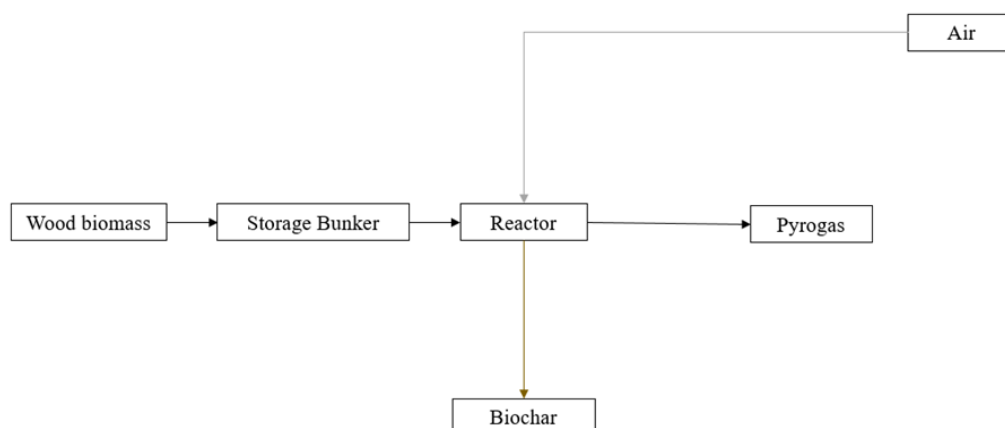 Air
Wood biomass
Storage Bunker
Reactor
Pyrogas
Biochar